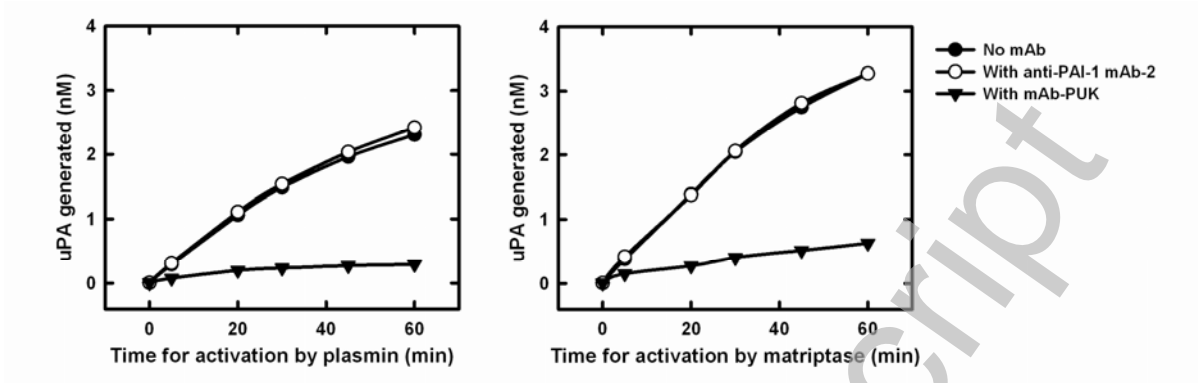 4
3
2
1
0
uPA generated (nM)
0 20 40 60
Time for activation by plasmin (min)
4
3
2
1
0
uPA generated (nM)
0 20 40 60
Time for activation by matriptase (min)
No mAb
With anti-PAI-1 mAb-2
With mAb-PUK
cript